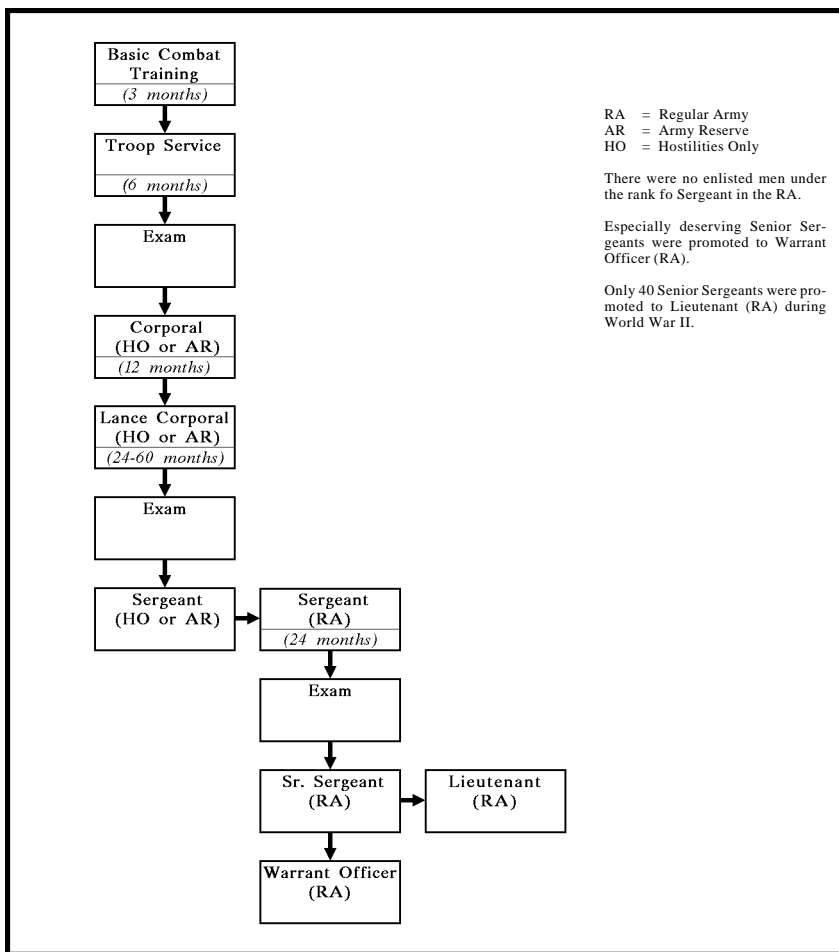 Basic Combat
Training
(3 months)
Troop Service
(6 months)
Exam
Corporal
(HO or AR)
(12 months)
Lance Corporal
(HO or AR)
(24-60 months)
Exam
Sergeant
(HO or AR)
Sergeant
(RA)
(24 months)
Exam
Sr. Sergeant
(RA)
Lieutenant
(RA)
Warrant Officer
(RA)
RA = Regular Army
AR = Army Reserve
HO = Hostilities Only
There were no enlisted men under
the rank fo Sergeant in the RA.
Especially deserving Senior Ser-
geants were promoted to Warrant
Officer (RA).
Only 40 Senior Sergeants were pro-
moted to Lieutenant (RA) during
World War II.